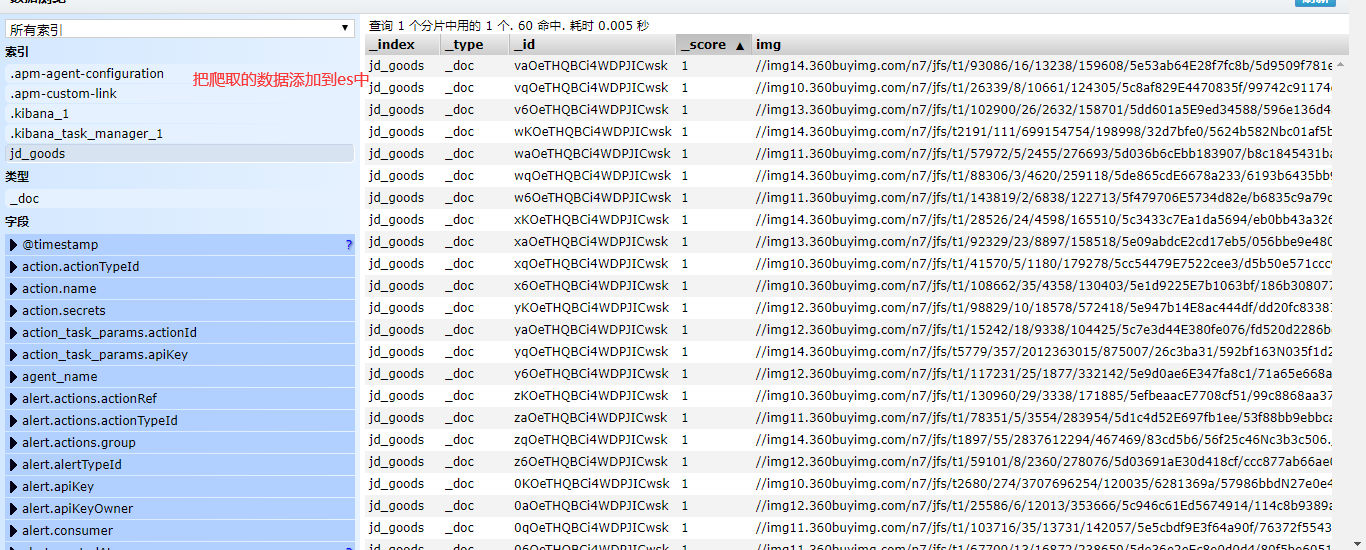 所有索引
索引
.apm-agent-configuration
.apm-custom-link
.kibana_1
.kibana_task_manager_1
jd_goods
类型
_doc
字段
@timestamp ?
action.actionTypeId
action.name
action.secrets
action_task_params.actionId
action_task_params.apiKey
agent_name
alert.actions.actionRef
alert.actions.actionTypeId
alert.actions.group
alert.alertTypeId
alert.apiKey
alert.apiKeyOwner
alert.consumer
把爬取的数据添加到es中
查询 1 个分片中用的 1 个. 60 命中. 耗时 0.005 秒
_index _type _id _score ▲ img
jd_goods _doc vaOeTHQBCi4WDPJICwsk 1 //img14.360buyimg.com/n7/jfs/t1/93086/16/13238/159608/5e53ab64E28f7fc8b/5d9509f781e
jd_goods _doc vqOeTHQBCi4WDPJICwsk 1 //img10.360buyimg.com/n7/jfs/t1/26339/8/10661/124305/5c8af829E4470835f/99742c91174
jd_goods _doc v6OeTHQBCi4WDPJICwsk 1 //img13.360buyimg.com/n7/jfs/t1/102900/26/2632/158701/5dd601a5E9ed34588/596e136d4
jd_goods _doc wKOeTHQBCi4WDPJICwsk 1 //img14.360buyimg.com/n7/jfs/t2191/111/699154754/198998/32d7bfe0/5624b582Nbc01af5b
jd_goods _doc waOeTHQBCi4WDPJICwsk 1 //img11.360buyimg.com/n7/jfs/t1/57972/5/2455/276693/5d036b6cEbb183907/b8c1845431b
jd_goods _doc wqOeTHQBCi4WDPJICwsk 1 //img14.360buyimg.com/n7/jfs/t1/88306/3/4620/259118/5de865cdE6678a233/6193b6435bb
jd_goods _doc w6OeTHQBCi4WDPJICwsk 1 //img11.360buyimg.com/n7/jfs/t1/143819/2/6838/122713/5f479706E5734d82e/b6835c9a79
jd_goods _doc xKOeTHQBCi4WDPJICwsk 1 //img14.360buyimg.com/n7/jfs/t1/28526/24/4598/165510/5c3433c7Ea1da5694/eb0bb43a326
jd_goods _doc xaOeTHQBCi4WDPJICwsk 1 //img13.360buyimg.com/n7/jfs/t1/92329/23/8897/158518/5e09abdcE2cd17eb5/056bbe9e480
jd_goods _doc xqOeTHQBCi4WDPJICwsk 1 //img10.360buyimg.com/n7/jfs/t1/41570/5/1180/179278/5cc54479E7522cee3/d5b50e571ccc
jd_goods _doc x6OeTHQBCi4WDPJICwsk 1 //img10.360buyimg.com/n7/jfs/t1/108662/35/4358/130403/5e1d9225E7b1063bf/186b308077
jd_goods _doc yKOeTHQBCi4WDPJICwsk 1 //img12.360buyimg.com/n7/jfs/t1/98829/10/18578/572418/5e947b14E8ac444df/dd20fc8338
jd_goods _doc yaOeTHQBCi4WDPJICwsk 1 //img12.360buyimg.com/n7/jfs/t1/15242/18/9338/104425/5c7e3d44E380fe076/fd520d2286b
jd_goods _doc yqOeTHQBCi4WDPJICwsk 1 //img14.360buyimg.com/n7/jfs/t5779/357/2012363015/875007/26c3ba31/592bf163N035f1d2
jd_goods _doc y6OeTHQBCi4WDPJICwsk 1 //img12.360buyimg.com/n7/jfs/t1/117231/25/1877/332142/5e9d0ae6E347fa8c1/71a65e668a
jd_goods _doc zKOeTHQBCi4WDPJICwsk 1 //img10.360buyimg.com/n7/jfs/t1/130960/29/3338/171885/5efbeaacE7708cf51/99c8868aa37
jd_goods _doc zaOeTHQBCi4WDPJICwsk 1 //img11.360buyimg.com/n7/jfs/t1/78351/5/3554/283954/5d1c4d52E697fb1ee/53f88bb9ebbca
jd_goods _doc zqOeTHQBCi4WDPJICwsk 1 //img14.360buyimg.com/n7/jfs/t1897/55/2837612294/467469/83cd5b6/56f25c46Nc3b3c506.
jd_goods _doc z6OeTHQBCi4WDPJICwsk 1 //img12.360buyimg.com/n7/jfs/t1/59101/8/2360/278076/5d03691aE30d418cf/ccc877ab66ae
jd_goods _doc 0KOeTHQBCi4WDPJICwsk 1 //img10.360buyimg.com/n7/jfs/t2680/274/3707696254/120035/6281369a/57986bbdN27e0e4
jd_goods _doc 0aOeTHQBCi4WDPJICwsk 1 //img12.360buyimg.com/n7/jfs/t1/25586/6/12013/353666/5c946c61Ed5674914/114c8b9389
jd_goods _doc 0qOeTHQBCi4WDPJICwsk 1 //img11.360buyimg.com/n7/jfs/t1/103716/35/13731/142057/5e5cbdf9E3f64a90f/76372f5543